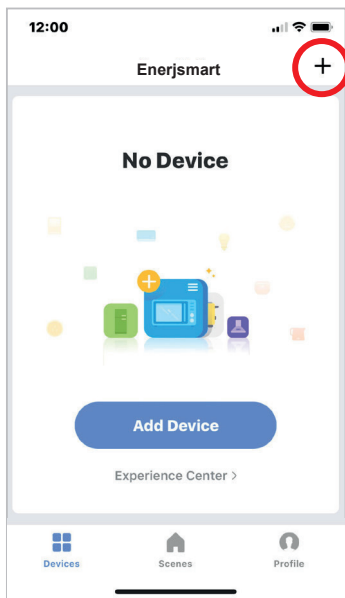 12:00
Enerjsmart
No Device
Add Device
Experience Center >
Devices
Scenes
Profile